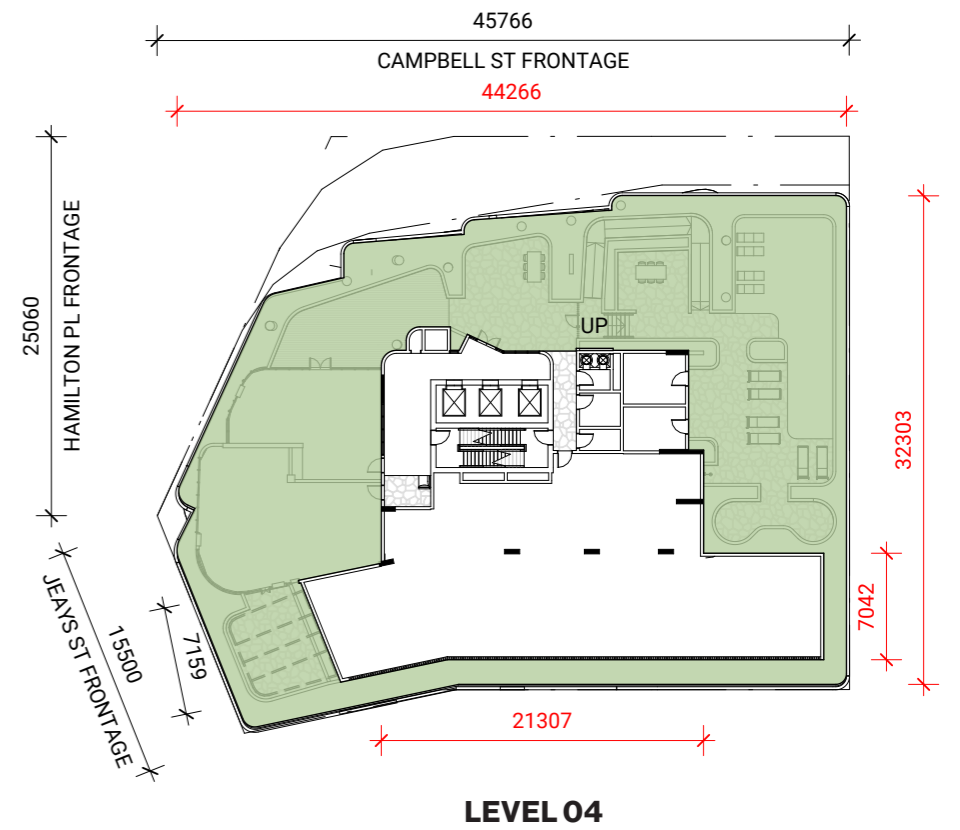 45766
CAMPBELL ST FRONTAGE
44266
HAMILTON PL FRONTAGE
25060
UP
32303
7042
JEAYS ST FRONTAGE
15500
7159
21307
LEVEL 04